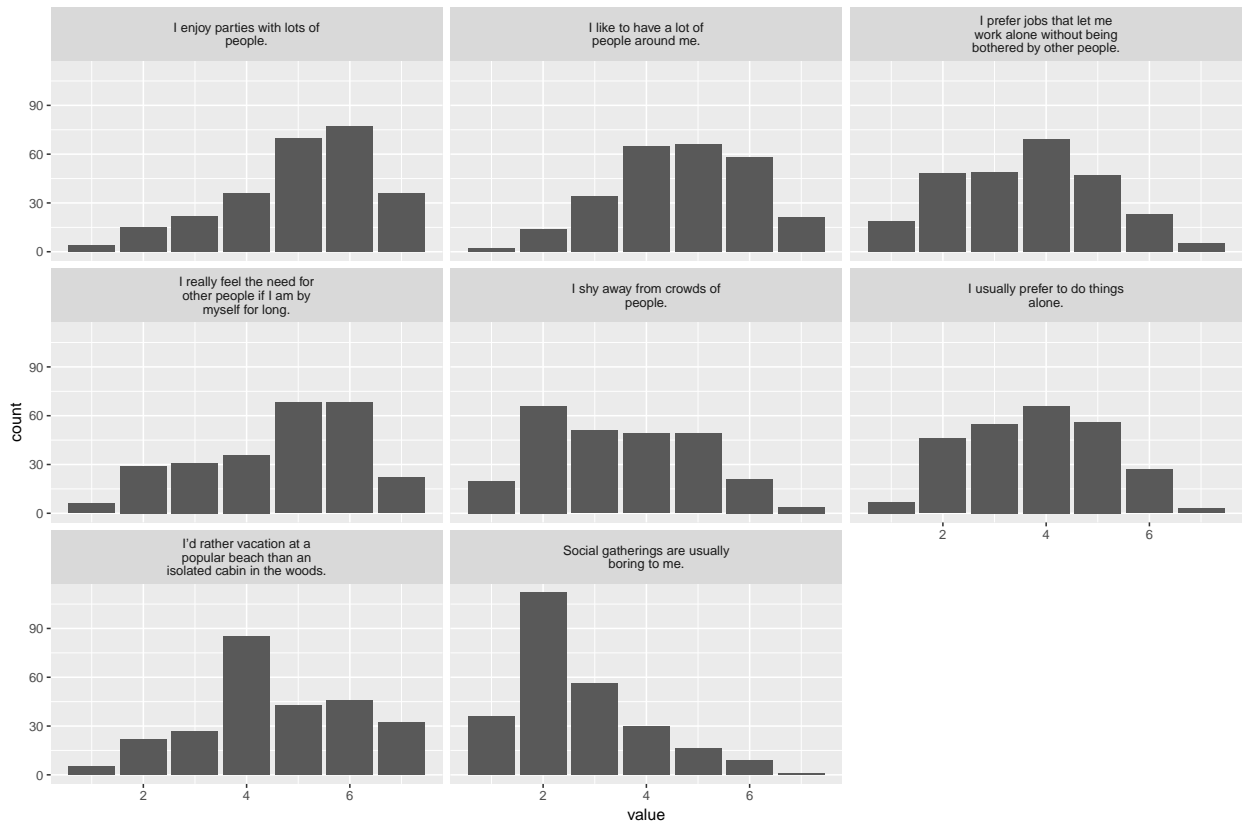 I enjoy parties with lots of
people.
I like to have a lot of
people around me.
I prefer jobs that let me
work alone without being
bothered by other people.
90
60
30
0
I really feel the need for
other people if I am by
myself for long.
I shy away from crowds of
people.
I usually prefer to do things
alone.
90
60
30
0
count
2
4
6
I'd rather vacation at a
popular beach than an
isolated cabin in the woods.
Social gatherings are usually
boring to me.
90
60
30
0
2
4
6
2
4
6
value